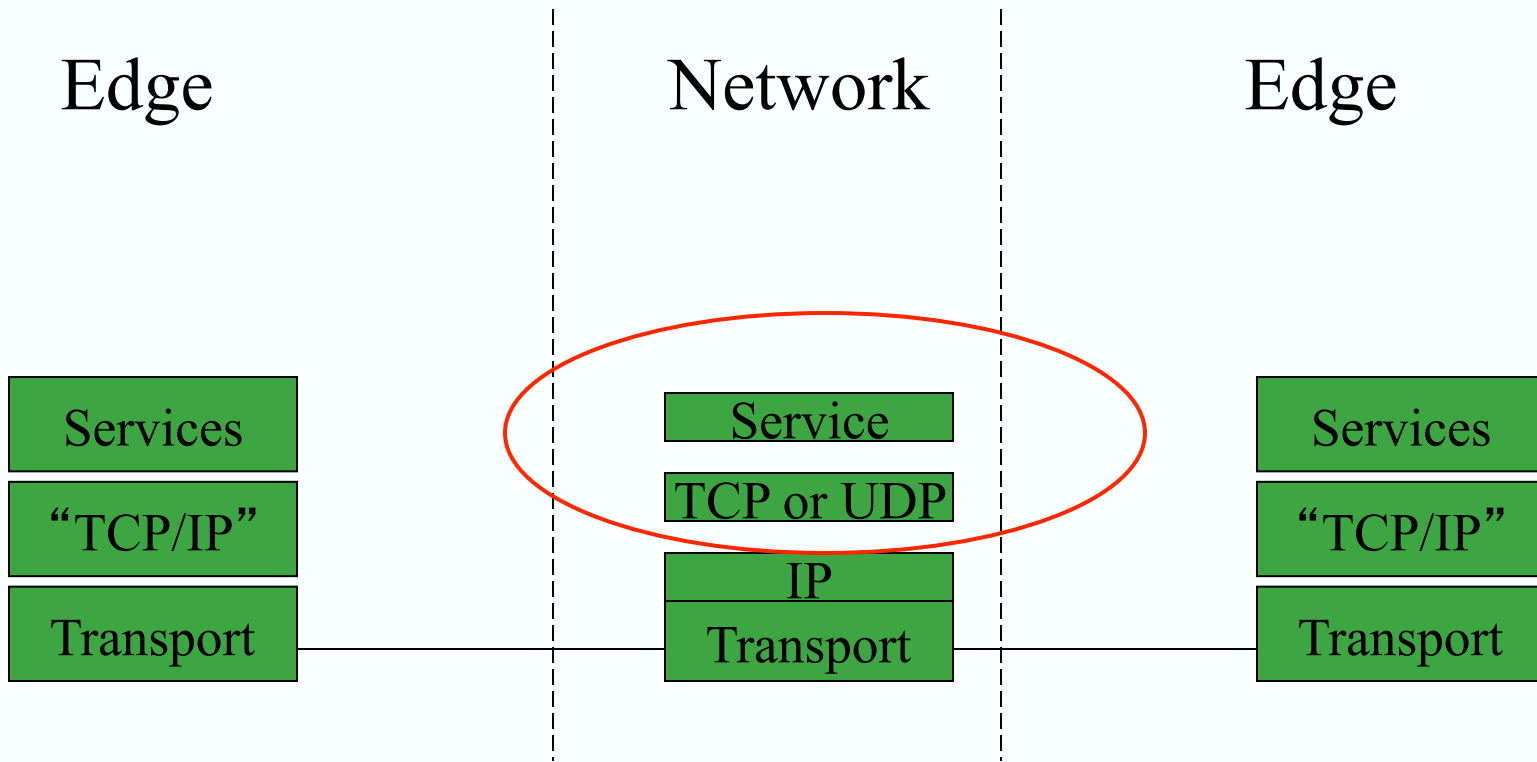 Edge
Network
Edge
Services
“TCP/IP”
Transport
Service
TCP or UDP
IP
Transport
Services
“TCP/IP”
Transport